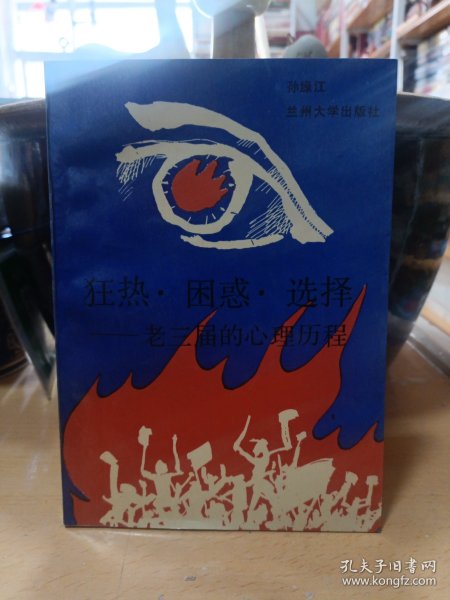 孙绿江
兰州大学出版社
狂热·困惑·选择
——老三届的心理历程
孔夫子旧书网
www.kongfz.com